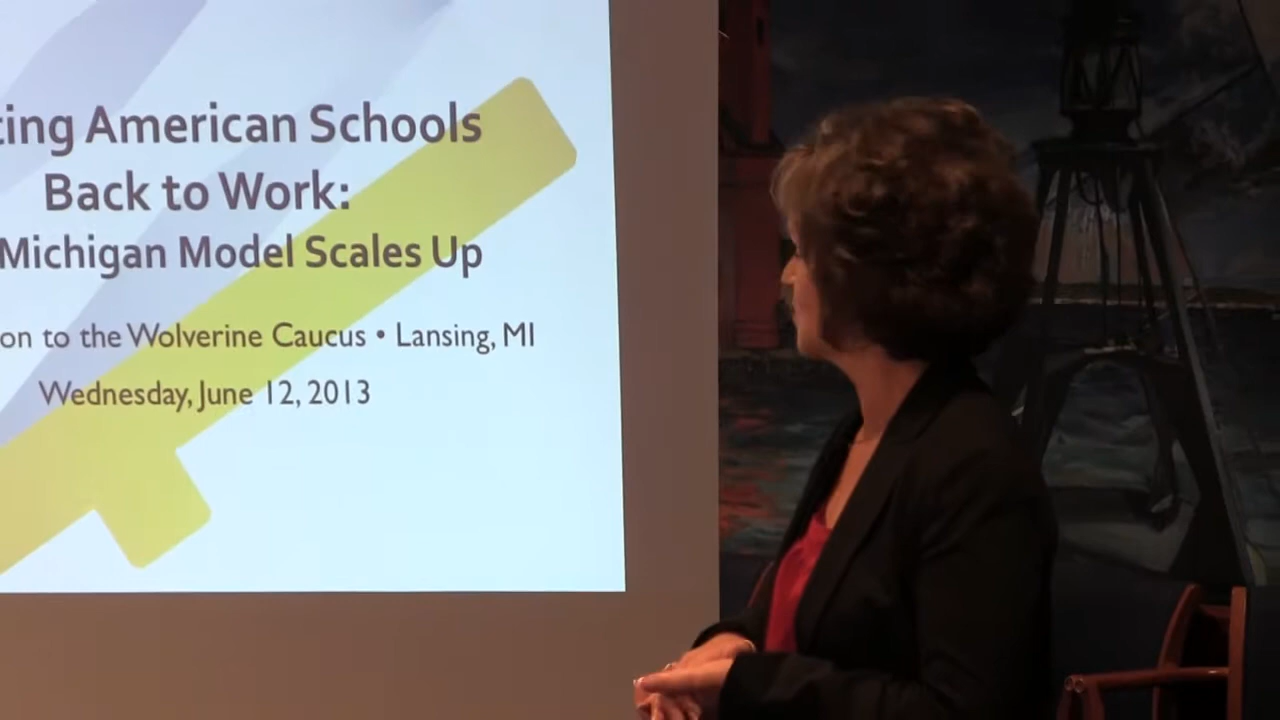 ting American Schools
Back to Work:
Michigan Model Scales Up
on to the Wolverine Caucus • Lansing, MI
Wednesday, June 12, 2013